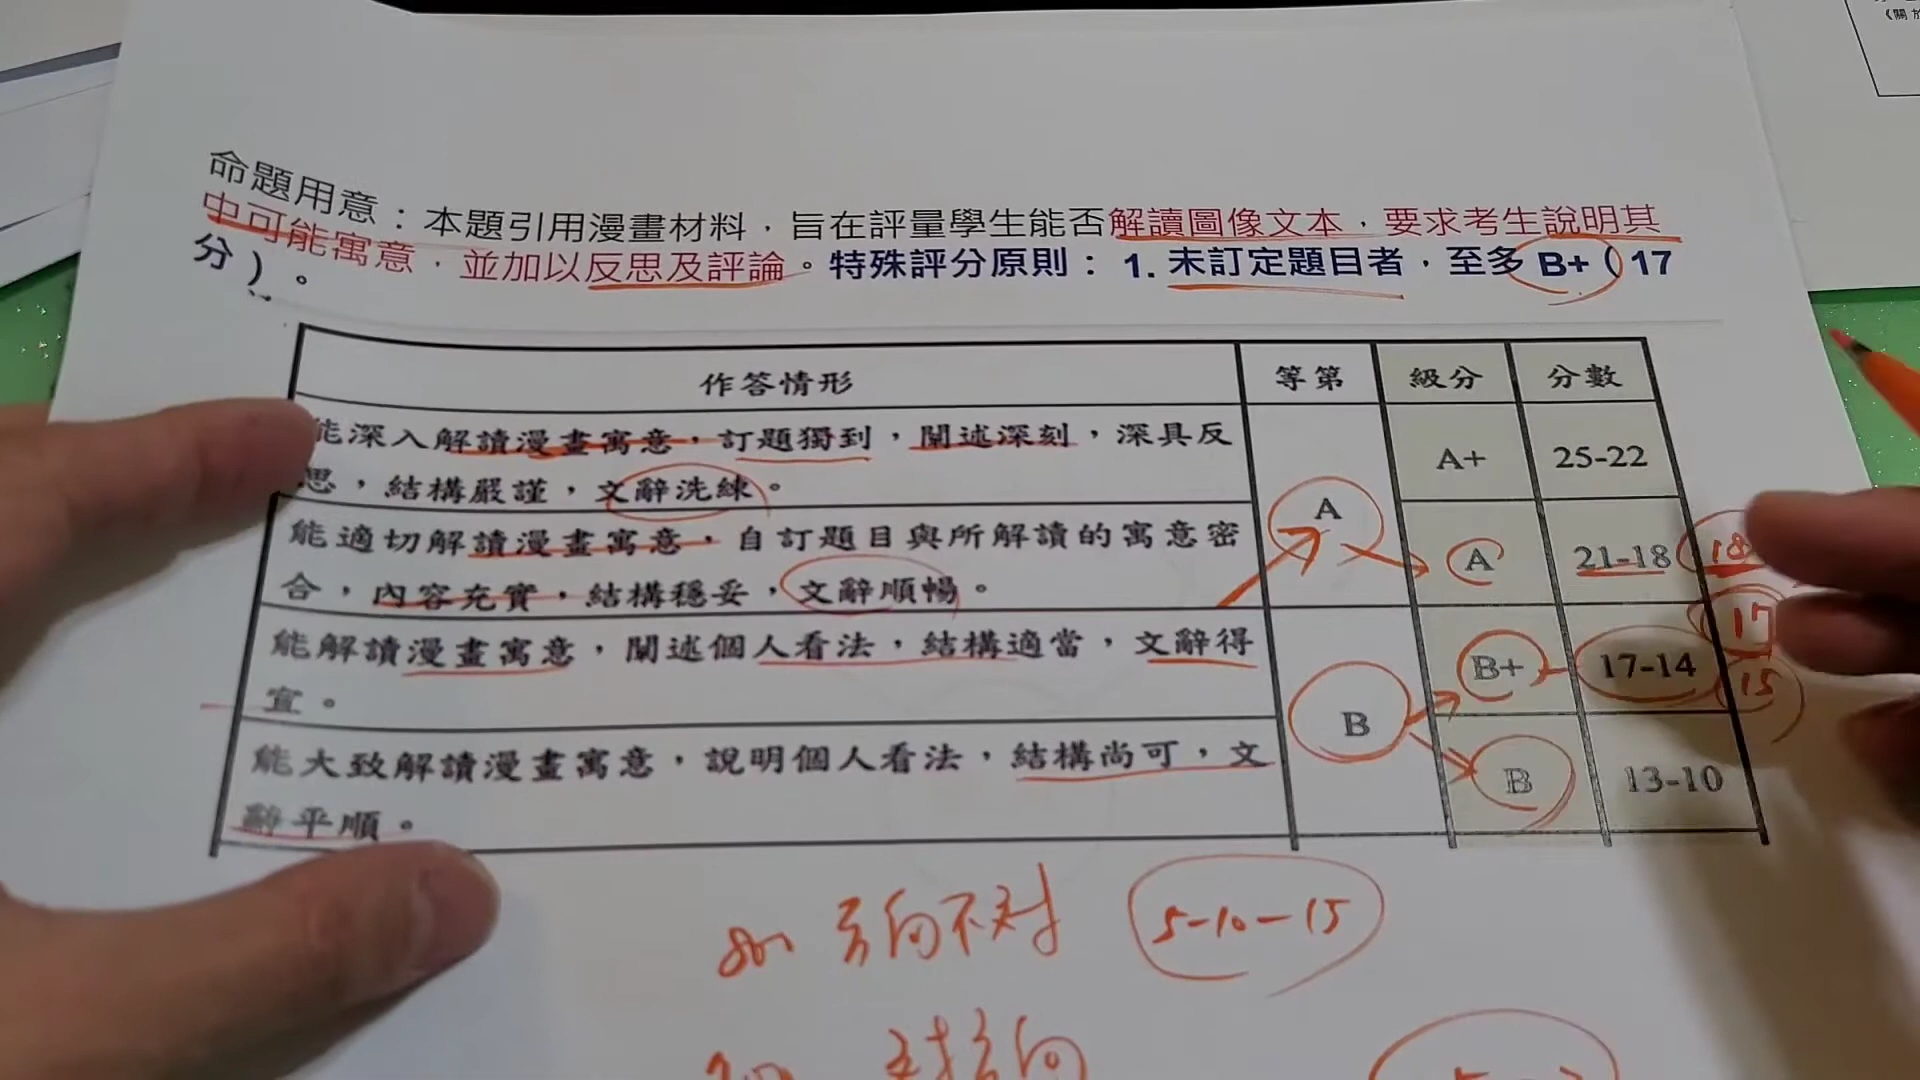 《關於
命題用意：本題引用漫畫材料，旨在評量學生能否解讀圖像文本，要求考生說明其
中可能寓意，並加以反思及評論。特殊評分原則：1. 未訂定題目者，至多 B+（17
分）。
作答情形 等第 級分 分數
能深入解讀漫畫寓意，訂題獨到，闡述深刻，深具反
思，結構嚴謹，文辭洗練。
A+ 25-22
能適切解讀漫畫寓意，自訂題目與所解讀的寓意密
合，內容充實，結構穩妥，文辭順暢。
A
A 21-18 18
能解讀漫畫寓意，闡述個人看法，結構適當，文辭得
宜。
B+ 17-14 17
15
能大致解讀漫畫寓意，說明個人看法，結構尚可，文
辭平順。
B
B 13-10
方向不对 5-10-15
方向